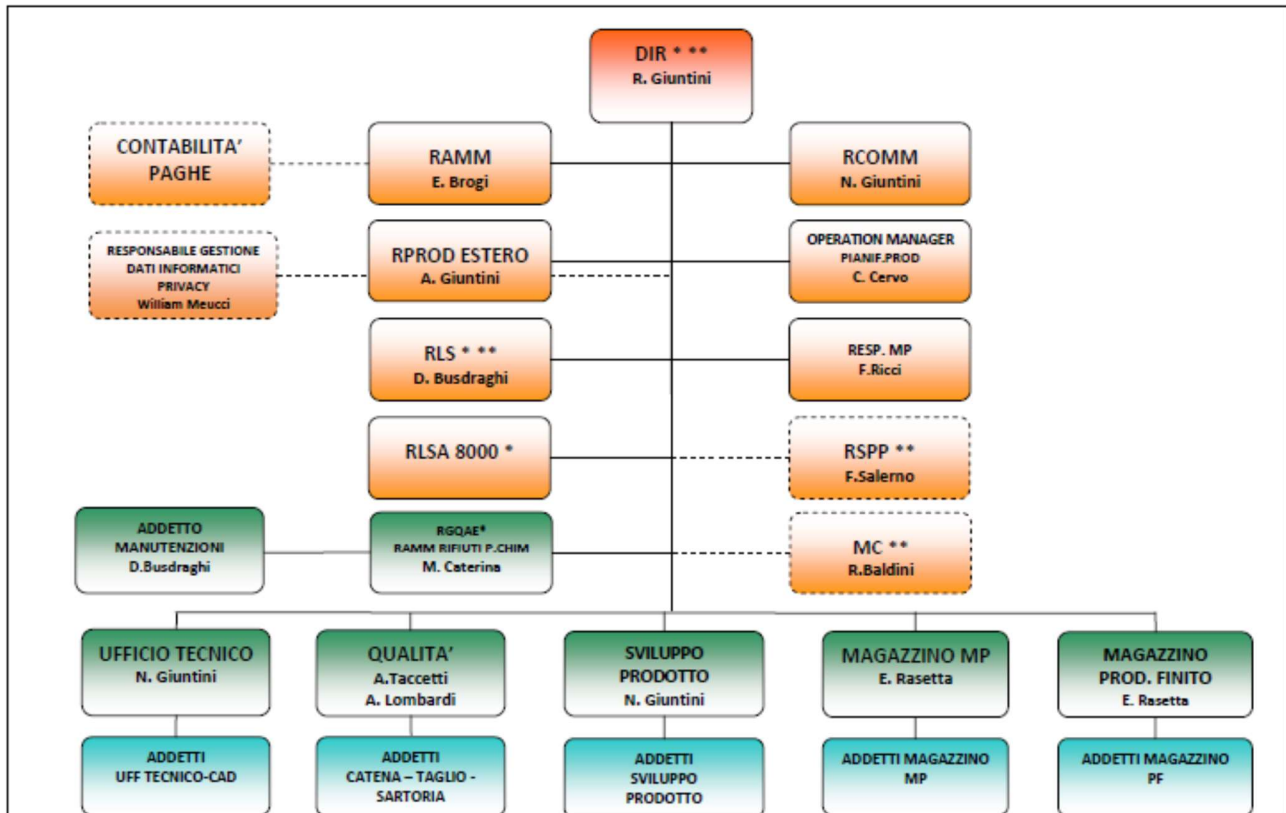 DIR * **
R. Giuntini
CONTABILITA’
PAGHE
RAMM
E. Brogi
RCOMM
N. Giuntini
RESPONSABILE GESTIONE
DATI INFORMATICI
PRIVACY
William Meucci
RPROD ESTERO
A. Giuntini
OPERATION MANAGER
PIANIF.PROD
C. Cervo
RLS * **
D. Busdraghi
RESP. MP
F.Ricci
RLSA 8000 *
RSPP **
F.Salerno
ADDETTO
MANUTENZIONI
D.Busdraghi
RGQAE*
RAMM RIFIUTI P.CHIM
M. Caterina
MC **
R.Baldini
UFFICIO TECNICO
N. Giuntini
QUALITA’
A.Taccetti
A. Lombardi
SVILUPPO
PRODOTTO
N. Giuntini
MAGAZZINO MP
E. Rasetta
MAGAZZINO
PROD. FINITO
E. Rasetta
ADDETTI
UFF TECNICO-CAD
ADDETTI
CATENA – TAGLIO -
SARTORIA
ADDETTI
SVILUPPO
PRODOTTO
ADDETTI MAGAZZINO
MP
ADDETTI MAGAZZINO
PF